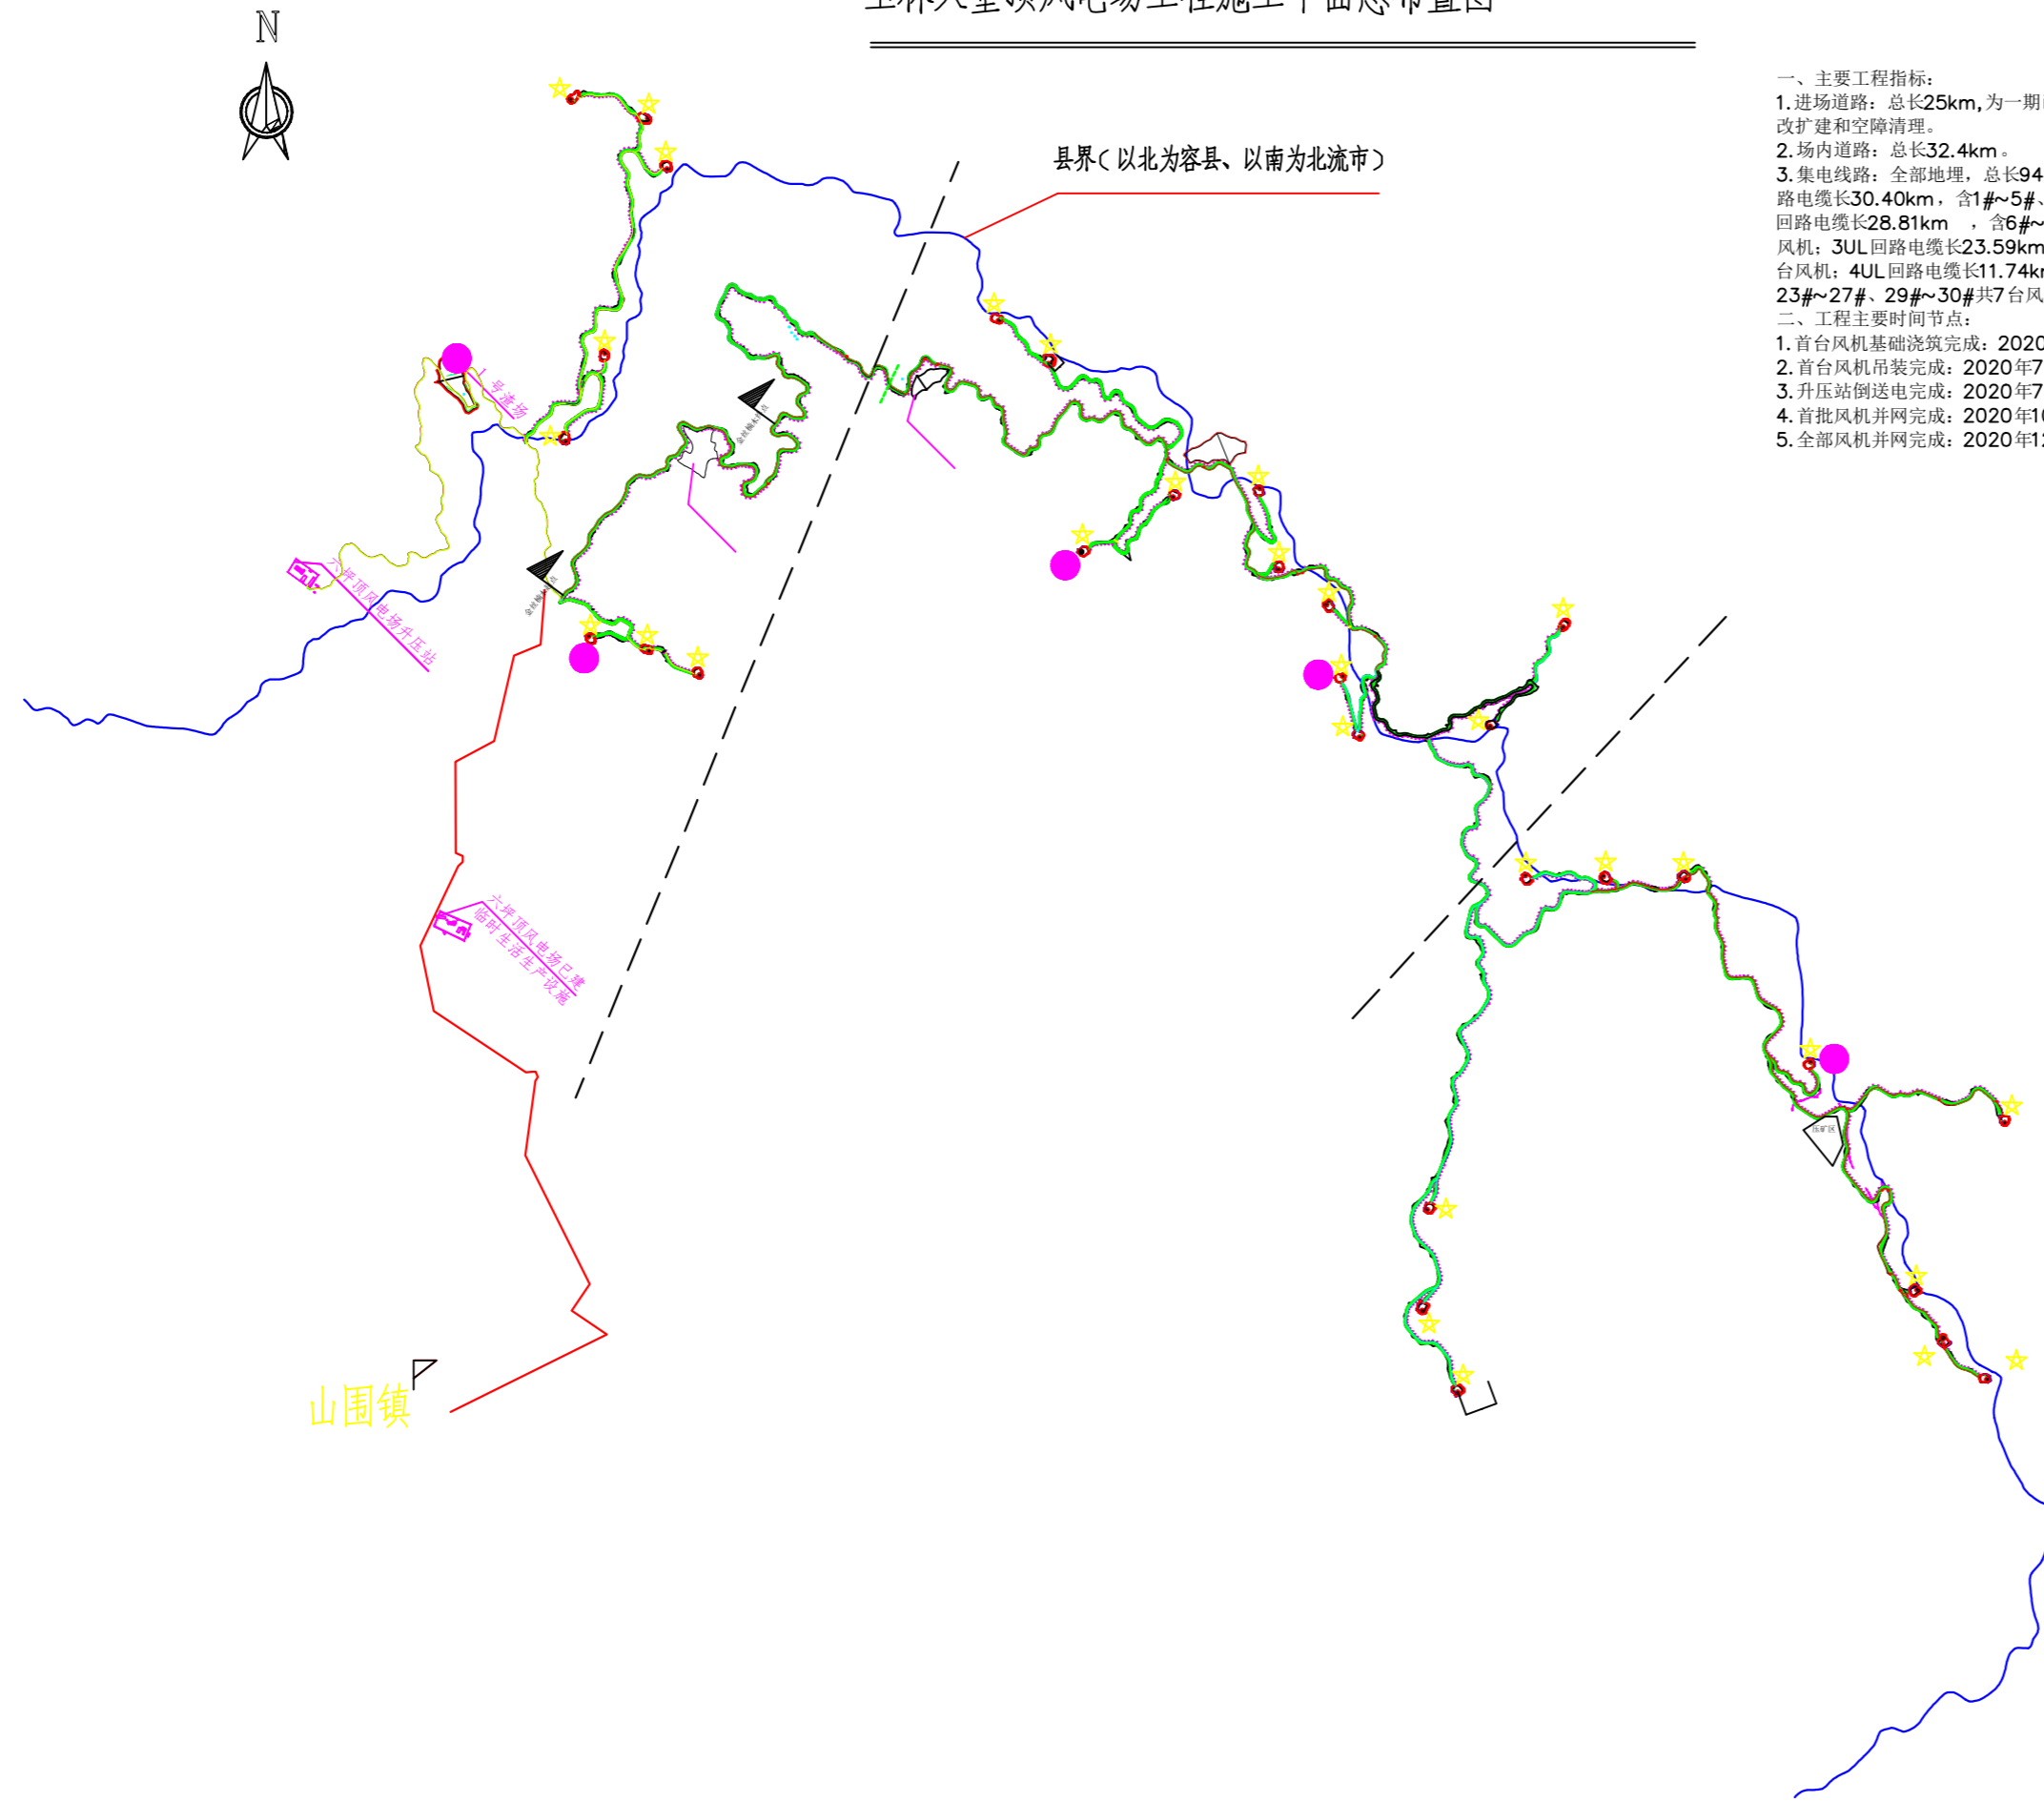 N
县界（以北为容县、以南为北流市）
一、主要工程指标：
1.进场道路：总长25km,为一期
改扩建和空障清理。
2.场内道路：总长32.4km。
3.集电线路：全部地埋，总长94
路电缆长30.40km，含1#~5#、
回路电缆长28.81km ，含6#~
风机；3UL回路电缆长23.59km
台风机；4UL回路电缆长11.74k
23#~27#、29#~30#共7台风
二、工程主要时间节点：
1.首台风机基础浇筑完成：2020
2.首台风机吊装完成：2020年7
3.升压站倒送电完成：2020年7
4.首批风机并网完成：2020年1
5.全部风机并网完成：2020年1
1号渣场
六坪顶风电场升压站
六坪顶风电场已建
临时生活生产设施
压矿区
山围镇